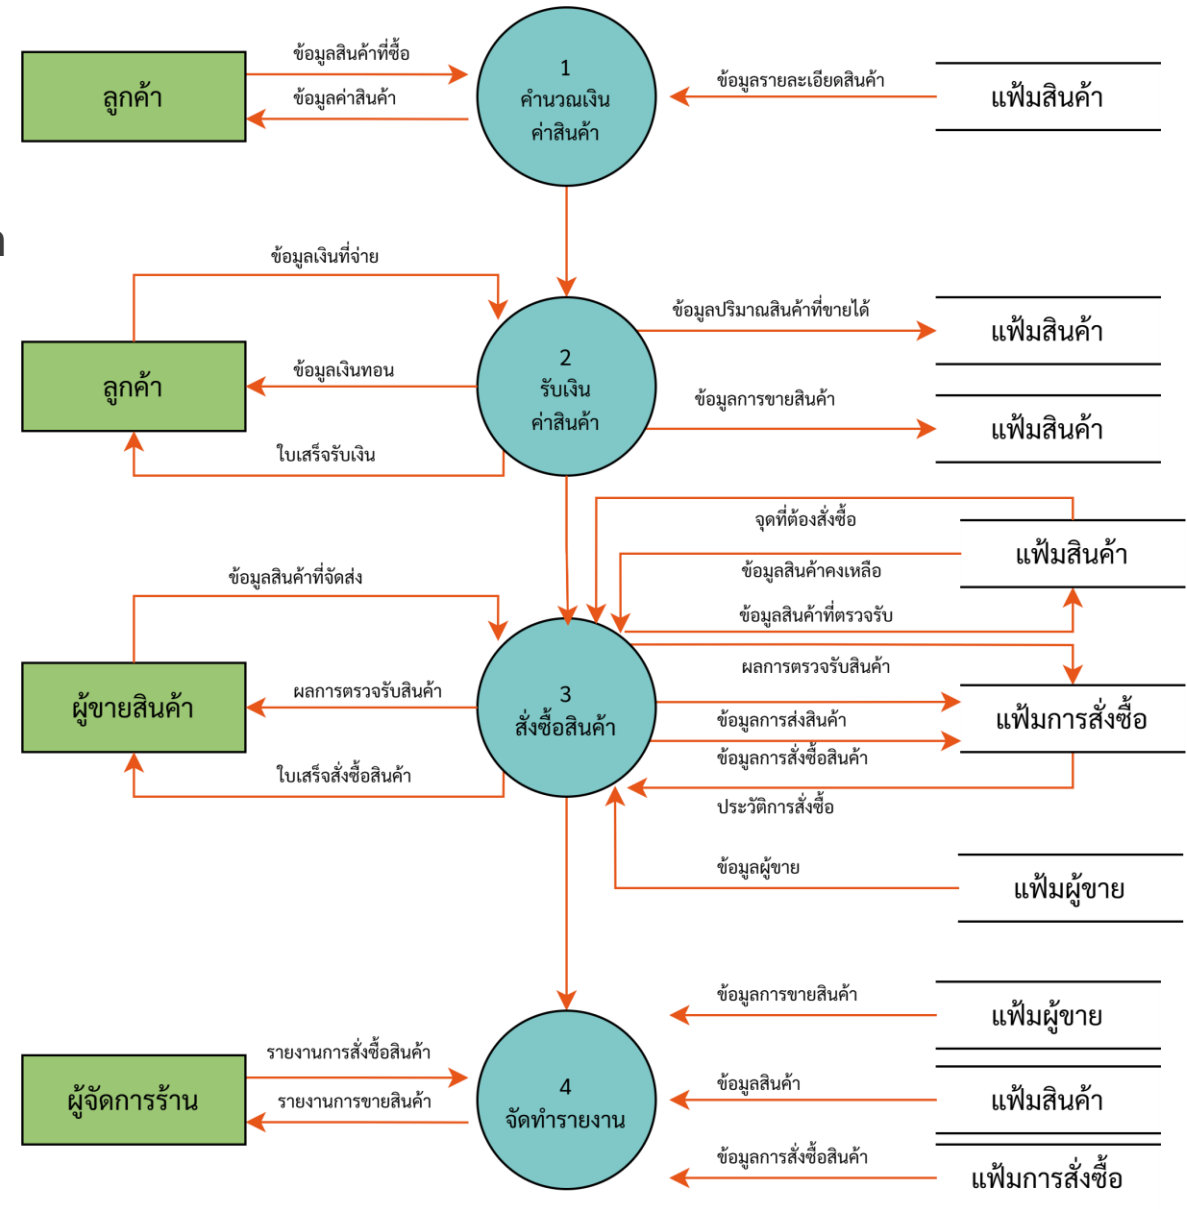 ข้อมูลสินค้าที่ซื้อ
ลูกค้า
ข้อมูลค่าสินค้า
1
คำนวณเงิน
ค่าสินค้า
ข้อมูลรายละเอียดสินค้า
แฟ้มสินค้า
ข้อมูลเงินที่จ่าย
ลูกค้า
ข้อมูลเงินทอน
ใบเสร็จรับเงิน
2
รับเงิน
ค่าสินค้า
ข้อมูลปริมาณสินค้าที่ขายได้
แฟ้มสินค้า
ข้อมูลการขายสินค้า
แฟ้มสินค้า
จุดที่ต้องสั่งซื้อ
แฟ้มสินค้า
ข้อมูลสินค้าคงเหลือ
ข้อมูลสินค้าที่ตรวจรับ
ข้อมูลสินค้าที่จัดส่ง
ผู้ขายสินค้า
ผลการตรวจรับสินค้า
ใบเสร็จสั่งซื้อสินค้า
3
สั่งซื้อสินค้า
ผลการตรวจรับสินค้า
ข้อมูลการส่งสินค้า
แฟ้มการสั่งซื้อ
ข้อมูลการสั่งซื้อสินค้า
ประวัติการสั่งซื้อ
ข้อมูลผู้ขาย
แฟ้มผู้ขาย
รายงานการสั่งซื้อสินค้า
ผู้จัดการร้าน
รายงานการขายสินค้า
4
จัดทำรายงาน
ข้อมูลการขายสินค้า
แฟ้มผู้ขาย
ข้อมูลสินค้า
แฟ้มสินค้า
ข้อมูลการสั่งซื้อสินค้า
แฟ้มการสั่งซื้อ